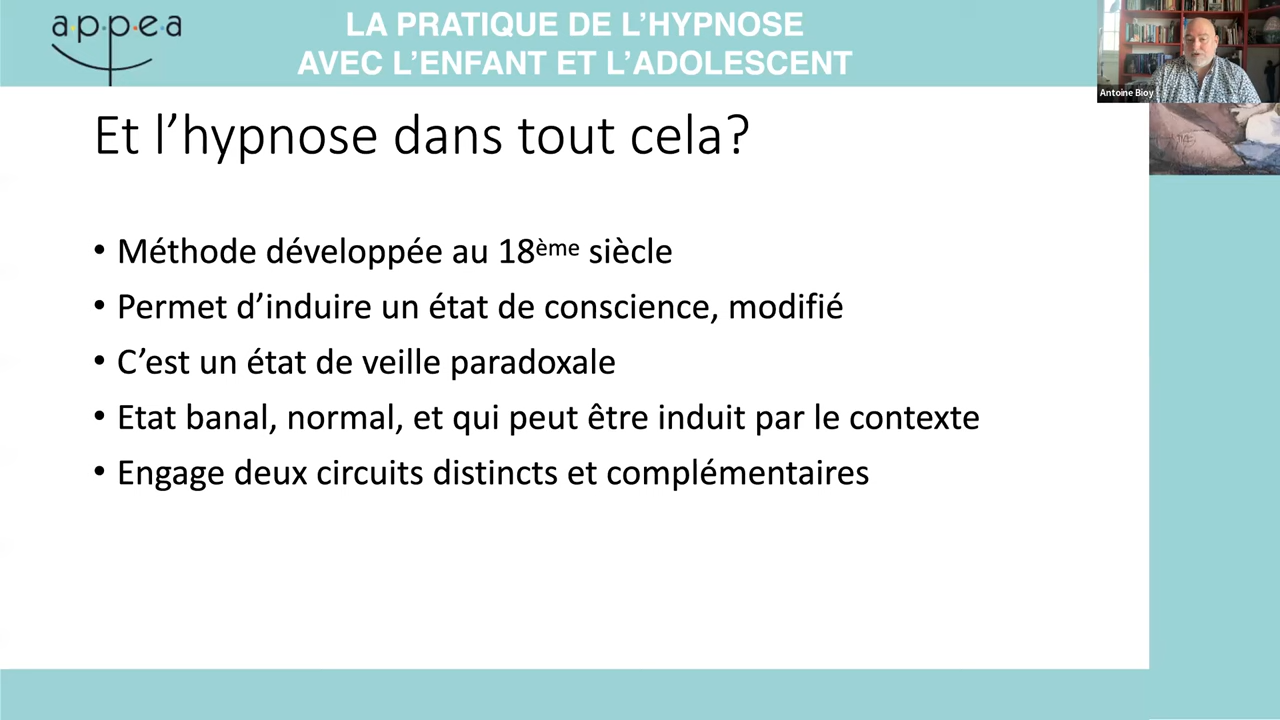 a·p·p·e·a
LA PRATIQUE DE L'HYPNOSE
AVEC L'ENFANT ET L'ADOLESCENT
Antoine Bioy
Et l’hypnose dans tout cela?
• Méthode développée au 18ème siècle
• Permet d’induire un état de conscience, modifié
• C’est un état de veille paradoxale
• Etat banal, normal, et qui peut être induit par le contexte
• Engage deux circuits distincts et complémentaires